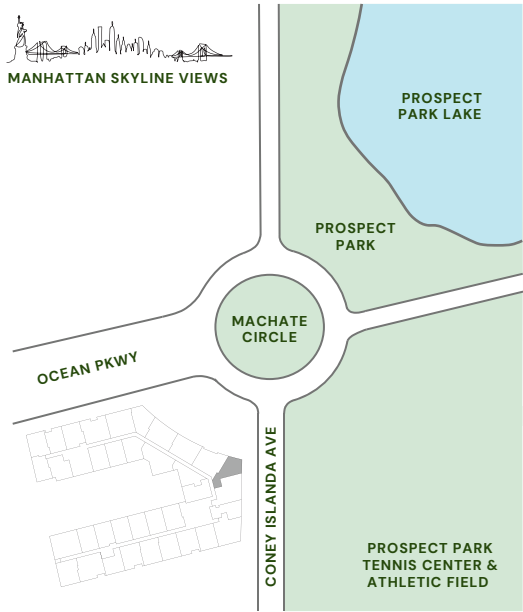 MANHATTAN SKYLINE VIEWS
PROSPECT
PARK LAKE
PROSPECT
PARK
MACHATE
CIRCLE
OCEAN PKWY
CONEY ISLANDA AVE
PROSPECT PARK
TENNIS CENTER &
ATHLETIC FIELD